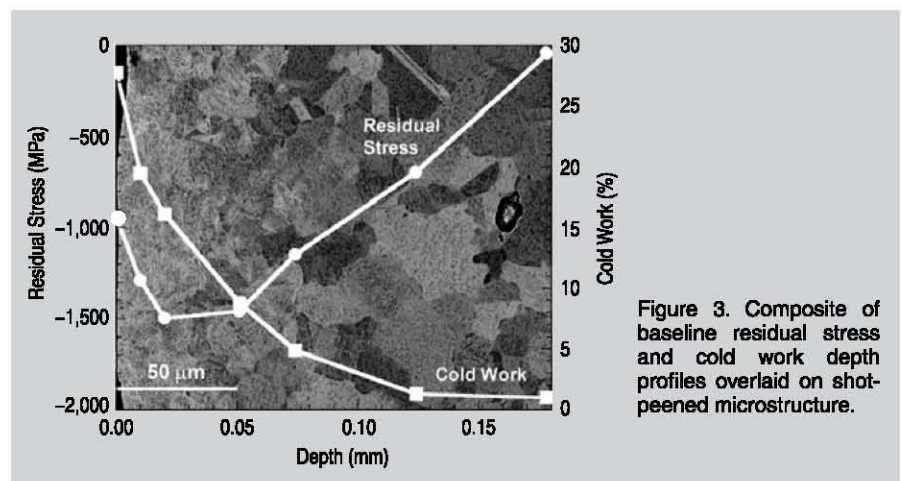 0
−500
−1,000
−1,500
−2,000
Residual Stress (MPa)
30
25
20
15
10
5
0
Cold Work (%)
Residual
Stress
Cold Work
50 μm
0.00
0.05
0.10
0.15
Depth (mm)
Figure 3. Composite of
baseline residual stress
and cold work depth
profiles overlaid on shot-
peened microstructure.